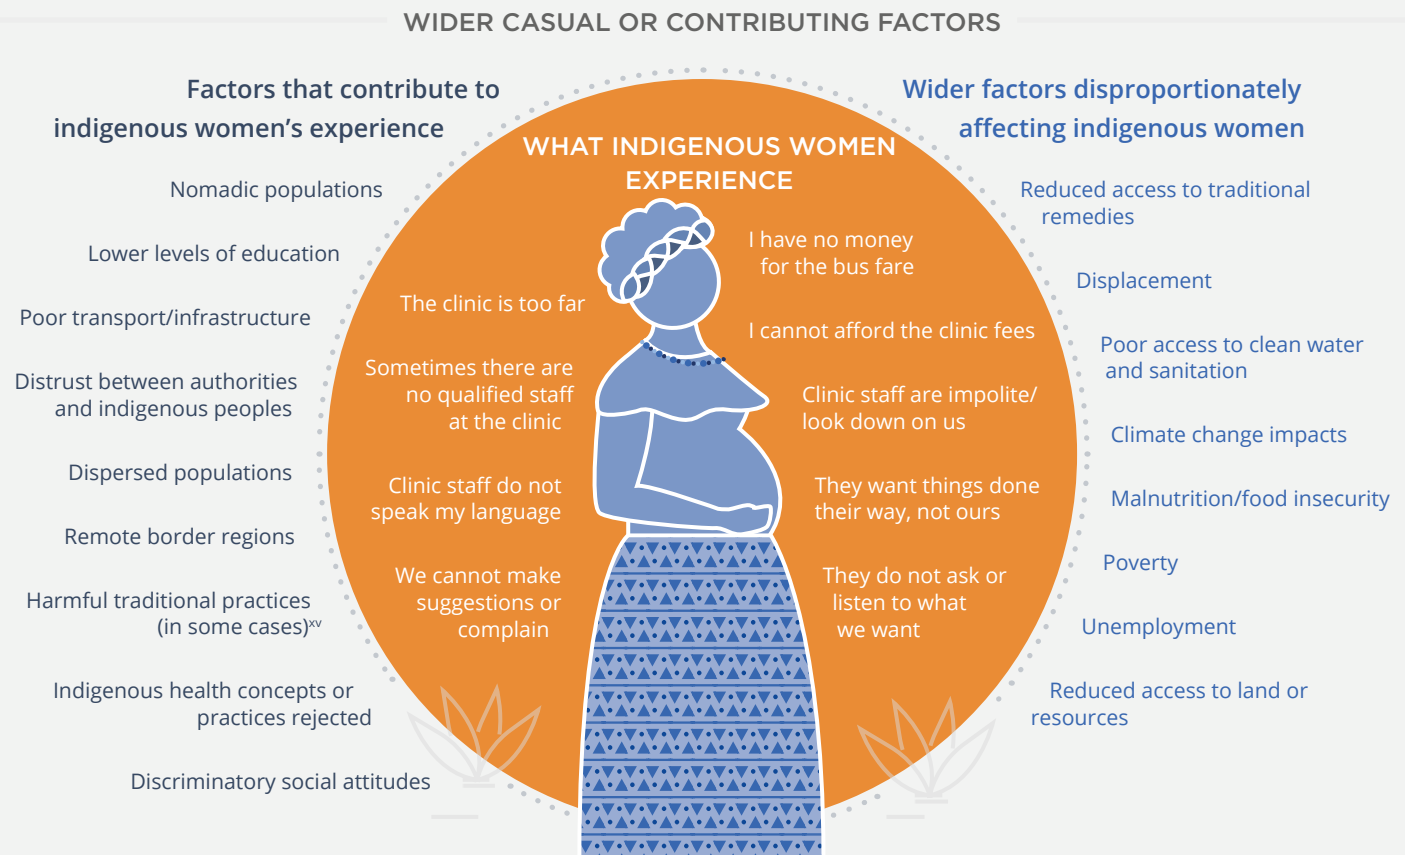 WIDER CASUAL OR CONTRIBUTING FACTORS
Factors that contribute to
indigenous women’s experience
Nomadic populations
Lower levels of education
Poor transport/infrastructure
Distrust between authorities
and indigenous peoples
Dispersed populations
Remote border regions
Harmful traditional practices
(in some cases)xv
Indigenous health concepts or
practices rejected
Discriminatory social attitudes
WHAT INDIGENOUS WOMEN
EXPERIENCE
The clinic is too far
Sometimes there are
no qualified staff
at the clinic
Clinic staff do not
speak my language
We cannot make
suggestions or
complain
I have no money
for the bus fare
I cannot afford the clinic fees
Clinic staff are impolite/
look down on us
They want things done
their way, not ours
They do not ask or
listen to what
we want
Wider factors disproportionately
affecting indigenous women
Reduced access to traditional
remedies
Displacement
Poor access to clean water
and sanitation
Climate change impacts
Malnutrition/food insecurity
Poverty
Unemployment
Reduced access to land or
resources